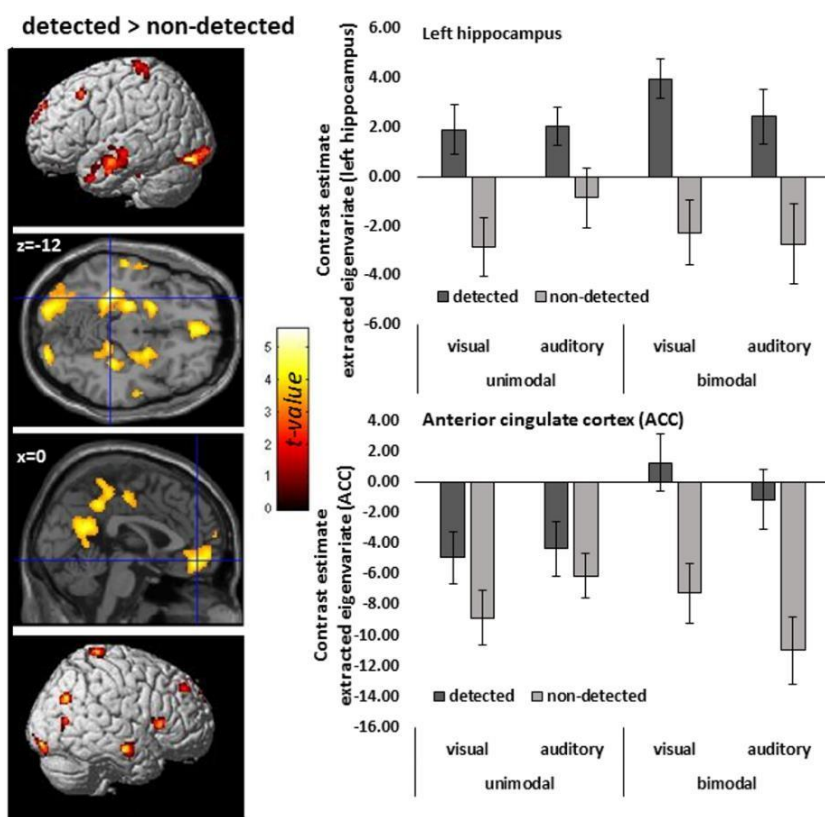 detected > non-detected
z=-12
x=0
5
4
3
2
1
0
t-value
Left hippocampus
6.00
4.00
2.00
0.00
-2.00
-4.00
-6.00
Contrast estimate
extracted eigenvariate (left hippocampus)
detected non-detected
visual auditory visual auditory
unimodal bimodal
Anterior cingulate cortex (ACC)
4.00
2.00
0.00
-2.00
-4.00
-6.00
-8.00
-10.00
-12.00
-14.00
-16.00
Contrast estimate
extracted eigenvariate (ACC)
detected non-detected
visual auditory visual auditory
unimodal bimodal